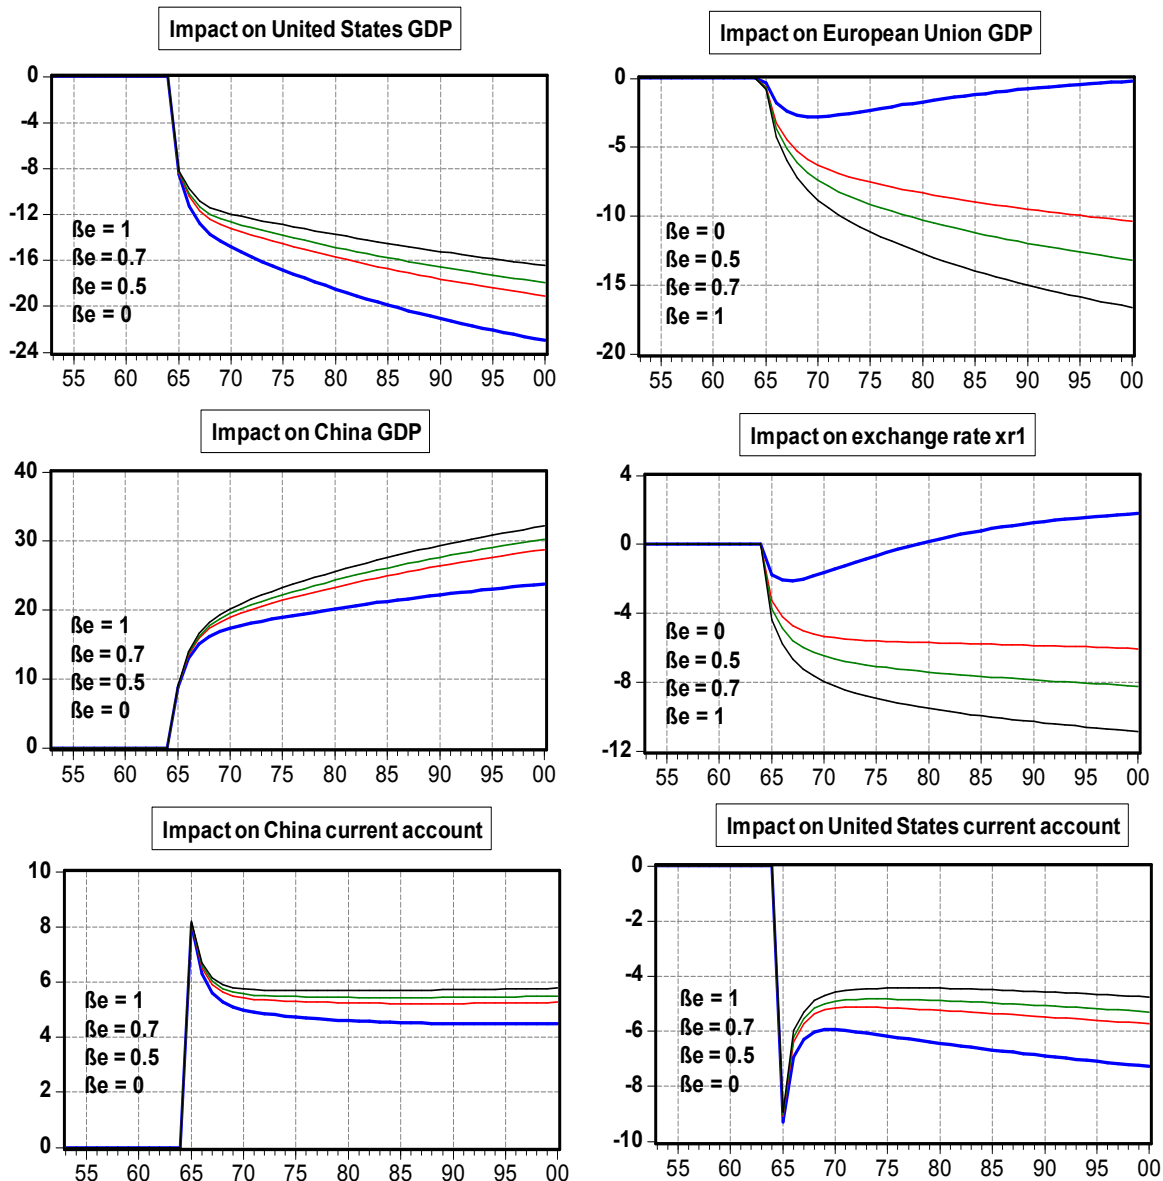 Impact on United States GDP
0
-4
-8
-12
-16
-20
-24
ße = 1
ße = 0.7
ße = 0.5
ße = 0
55 60 65 70 75 80 85 90 95 00
Impact on European Union GDP
0
-5
-10
-15
-20
ße = 0
ße = 0.5
ße = 0.7
ße = 1
55 60 65 70 75 80 85 90 95 00
Impact on China GDP
40
30
20
10
0
ße = 1
ße = 0.7
ße = 0.5
ße = 0
55 60 65 70 75 80 85 90 95 00
Impact on exchange rate xr1
4
0
-4
-8
-12
ße = 0
ße = 0.5
ße = 0.7
ße = 1
55 60 65 70 75 80 85 90 95 00
Impact on China current account
10
8
6
4
2
0
ße = 1
ße = 0.7
ße = 0.5
ße = 0
55 60 65 70 75 80 85 90 95 00
Impact on United States current account
0
-2
-4
-6
-8
-10
ße = 1
ße = 0.7
ße = 0.5
ße = 0
55 60 65 70 75 80 85 90 95 00